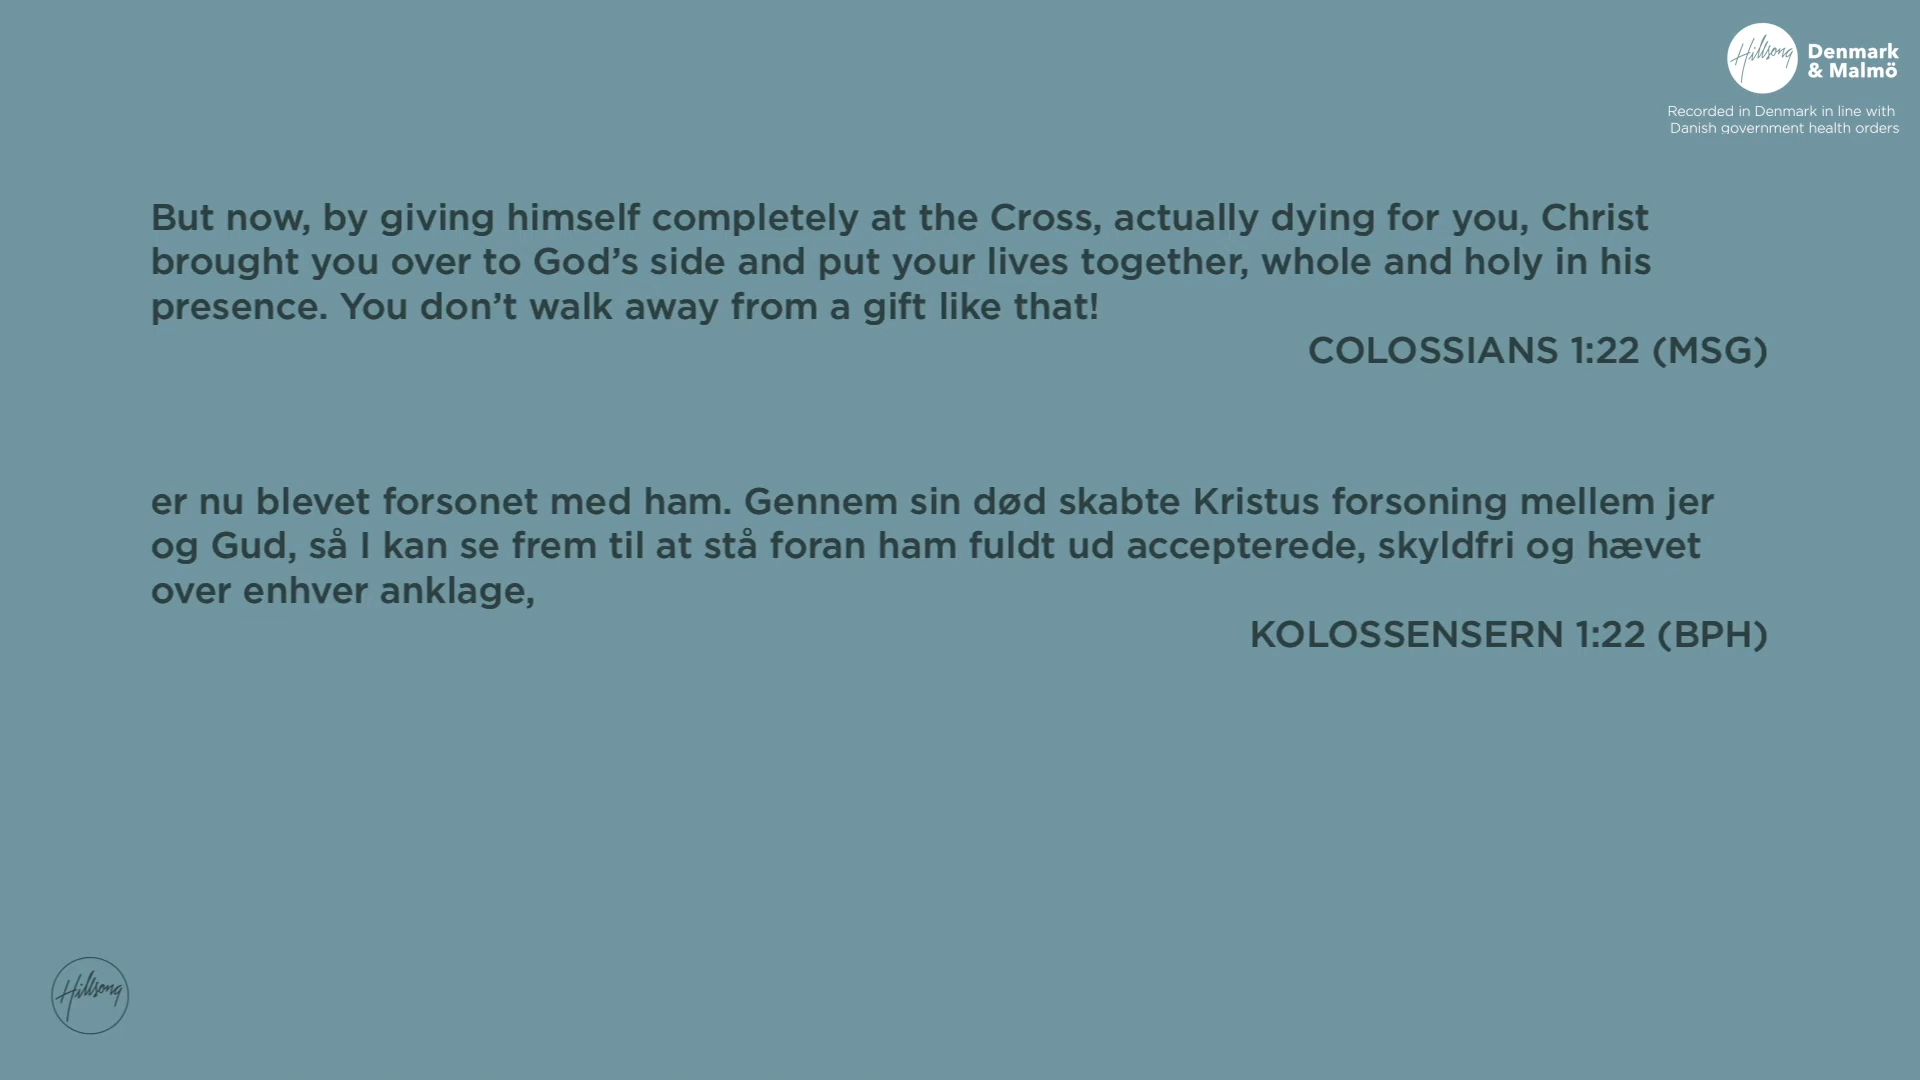 Hillsong
Denmark
& Malmö
Recorded in Denmark in line with
Danish government health orders
But now, by giving himself completely at the Cross, actually dying for you, Christ
brought you over to God’s side and put your lives together, whole and holy in his
presence. You don’t walk away from a gift like that!
COLOSSIANS 1:22 (MSG)
er nu blevet forsonet med ham. Gennem sin død skabte Kristus forsoning mellem jer
og Gud, så I kan se frem til at stå foran ham fuldt ud accepterede, skyldfri og hævet
over enhver anklage,
KOLOSSENSERN 1:22 (BPH)
Hillsong